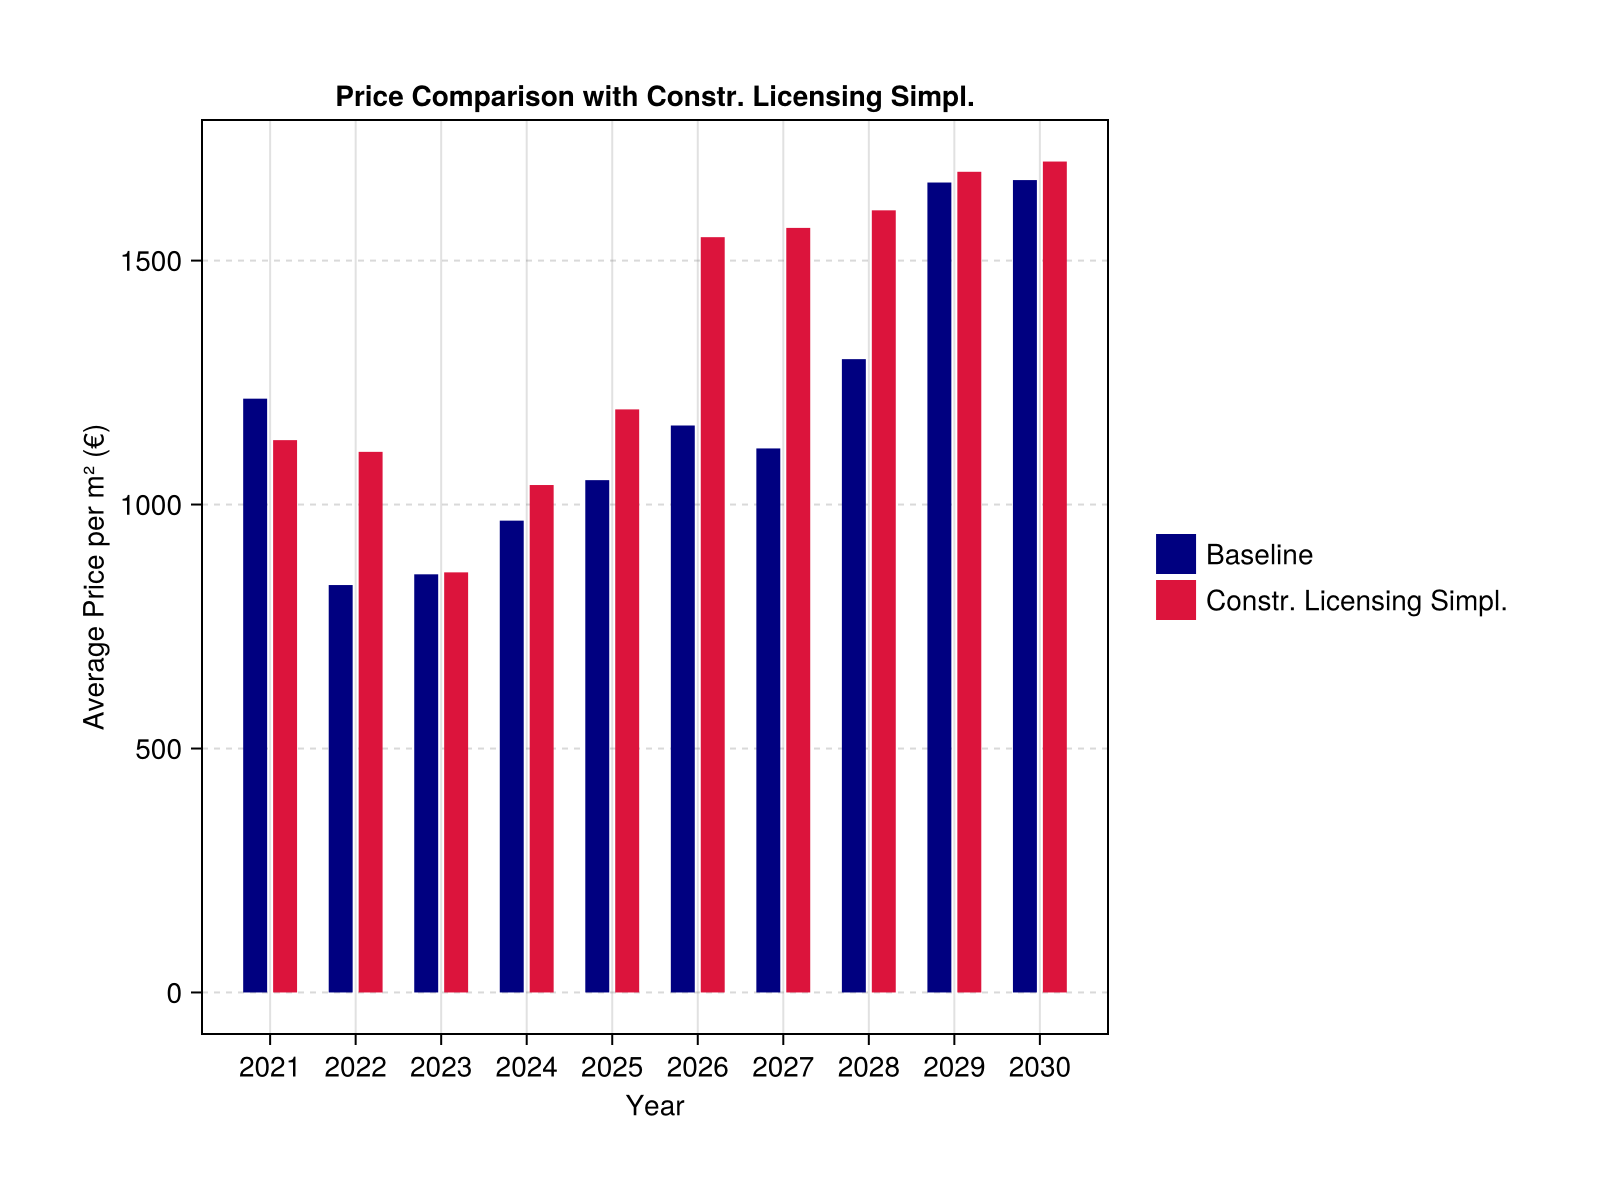 Price Comparison with Constr. Licensing Simpl.
Average Price per m² (€)
1500
1000
500
0
2021 2022 2023 2024 2025 2026 2027 2028 2029 2030
Year
Baseline
Constr. Licensing Simpl.